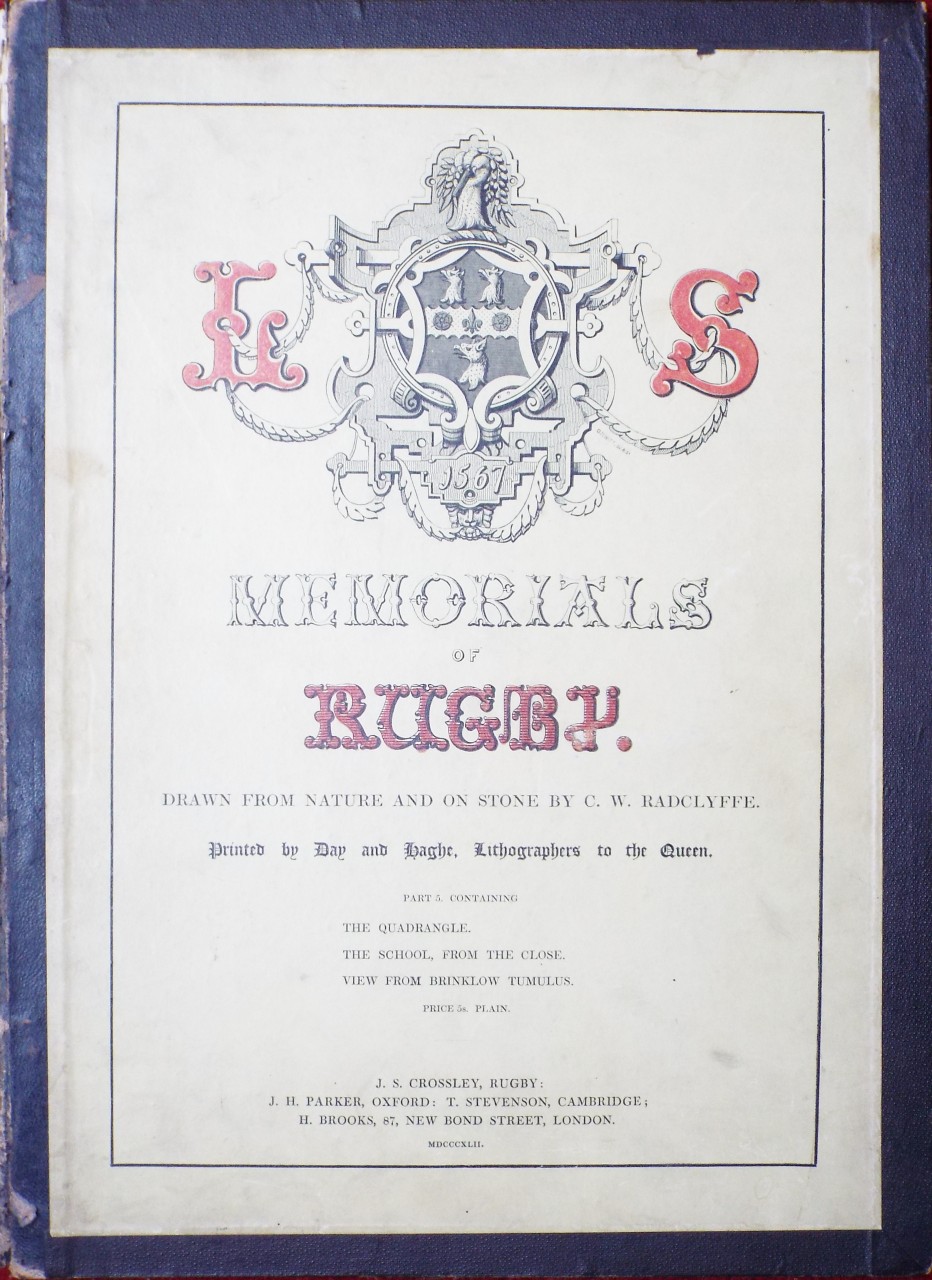 L S
1567
MEMORIALS
OF
RUGBY.
DRAWN FROM NATURE AND ON STONE BY C. W. RADCLYFFE.
Printed by Day and Haghe, Lithographers to the Queen.
PART 5. CONTAINING
THE QUADRANGLE.
THE SCHOOL, FROM THE CLOSE.
VIEW FROM BRINKLOW TUMULUS.
PRICE 5s. PLAIN.
J. S. CROSSLEY, RUGBY:
J. H. PARKER, OXFORD: T. STEVENSON, CAMBRIDGE;
H. BROOKS, 87, NEW BOND STREET, LONDON.
MDCCCXLII.